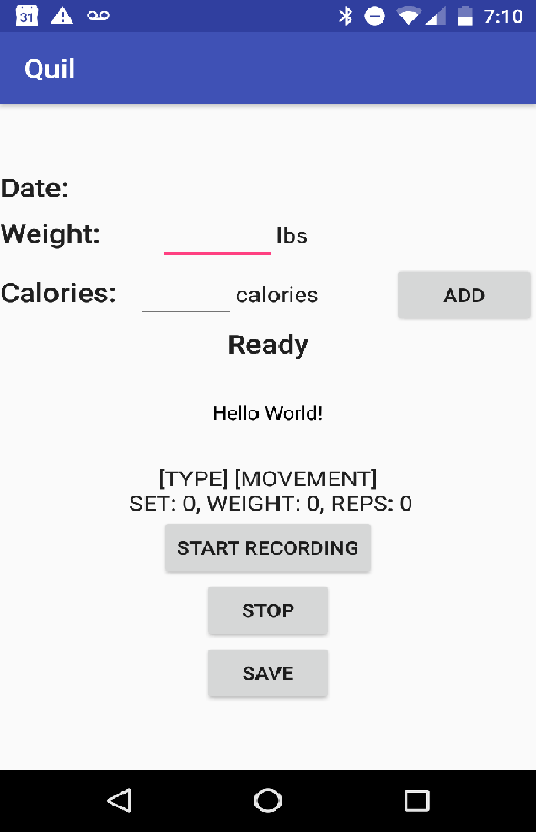 31 7:10
Quil
Date:
Weight: lbs
Calories: calories ADD
Ready
Hello World!
[TYPE] [MOVEMENT]
SET: 0, WEIGHT: 0, REPS: 0
START RECORDING
STOP
SAVE